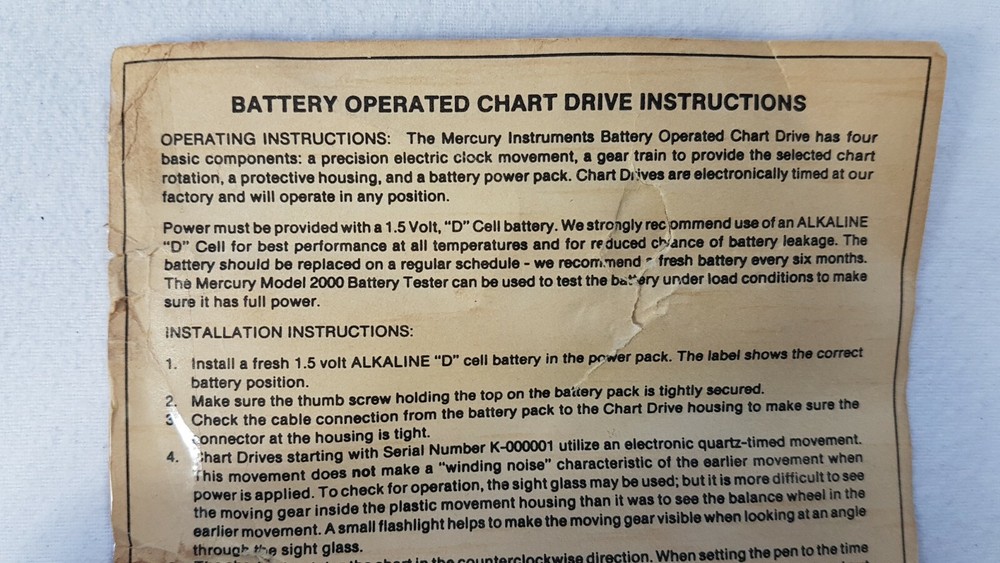 BATTERY OPERATED CHART DRIVE INSTRUCTIONS
OPERATING INSTRUCTIONS: The Mercury Instruments Battery Operated Chart Drive has four
basic components: a precision electric clock movement, a gear train to provide the selected chart
rotation, a protective housing, and a battery power pack. Chart Drives are electronically timed at our
factory and will operate in any position.
Power must be provided with a 1.5 Volt, "D" Cell battery. We strongly recommend use of an ALKALINE
"D" Cell for best performance at all temperatures and for reduced chance of battery leakage. The
battery should be replaced on a regular schedule - we recommend fresh battery every six months.
The Mercury Model 2000 Battery Tester can be used to test the battery under load conditions to make
sure it has full power.
INSTALLATION INSTRUCTIONS:
1. Install a fresh 1.5 volt ALKALINE "D" cell battery in the power pack. The label shows the correct
battery position.
2. Make sure the thumb screw holding the top on the battery pack is tightly secured.
3. Check the cable connection from the battery pack to the Chart Drive housing to make sure the
connector at the housing is tight.
4. Chart Drives starting with Serial Number K-000001 utilize an electronic quartz-timed movement.
This movement does not make a "winding noise" characteristic of the earlier movement when
power is applied. To check for operation, the sight glass may be used; but it is more difficult to see
the moving gear inside the plastic movement housing than it was to see the balance wheel in the
earlier movement. A small flashlight helps to make the moving gear visible when looking at an angle
through the sight glass.
the chart in the counterclockwise direction. When setting the pen to the time